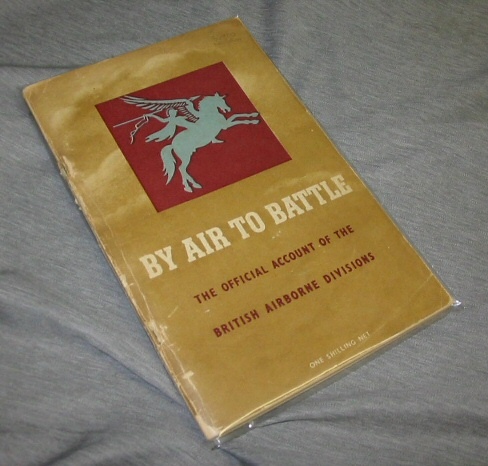 BY AIR TO BATTLE
THE OFFICIAL ACCOUNT OF THE
BRITISH AIRBORNE DIVISIONS
ONE SHILLING NET